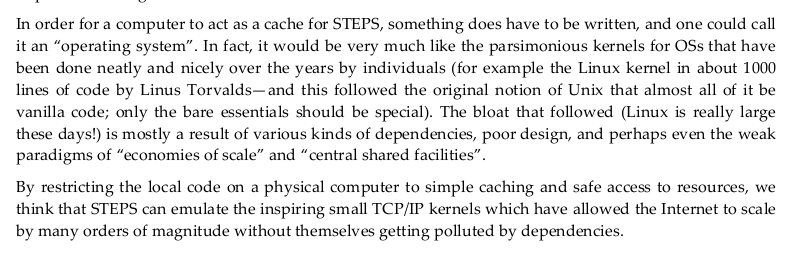 In order for a computer to act as a cache for STEPS, something does have to be written, and one could call
it an “operating system”. In fact, it would be very much like the parsimonious kernels for OSs that have
been done neatly and nicely over the years by individuals (for example the Linux kernel in about 1000
lines of code by Linus Torvalds—and this followed the original notion of Unix that almost all of it be
vanilla code; only the bare essentials should be special). The bloat that followed (Linux is really large
these days!) is mostly a result of various kinds of dependencies, poor design, and perhaps even the weak
paradigms of “economies of scale” and “central shared facilities”.
By restricting the local code on a physical computer to simple caching and safe access to resources, we
think that STEPS can emulate the inspiring small TCP/IP kernels which have allowed the Internet to scale
by many orders of magnitude without themselves getting polluted by dependencies.